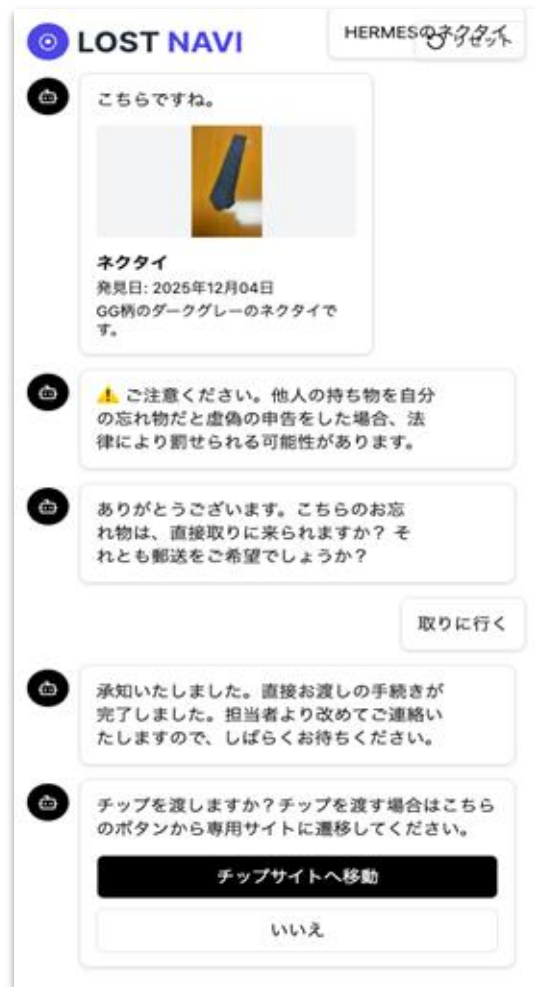 LOST NAVI
HERMESのネクタイ
リセット
こちらですね。
ネクタイ
発見日: 2025年12月04日
GG柄のダークグレーのネクタイで
す。
⚠️ ご注意ください。他人の持ち物を自分
の忘れ物だと虚偽の申告をした場合、法
律により罰せられる可能性があります。
ありがとうございます。こちらのお忘
れ物は、直接取りに来られますか? そ
れとも郵送をご希望でしょうか?
取りに行く
承知いたしました。直接お渡しの手続きが
完了しました。担当者より改めてご連絡い
たしますので、しばらくお待ちください。
チップを渡しますか?チップを渡す場合はこちら
のボタンから専用サイトに遷移してください。
チップサイトへ移動
いいえ